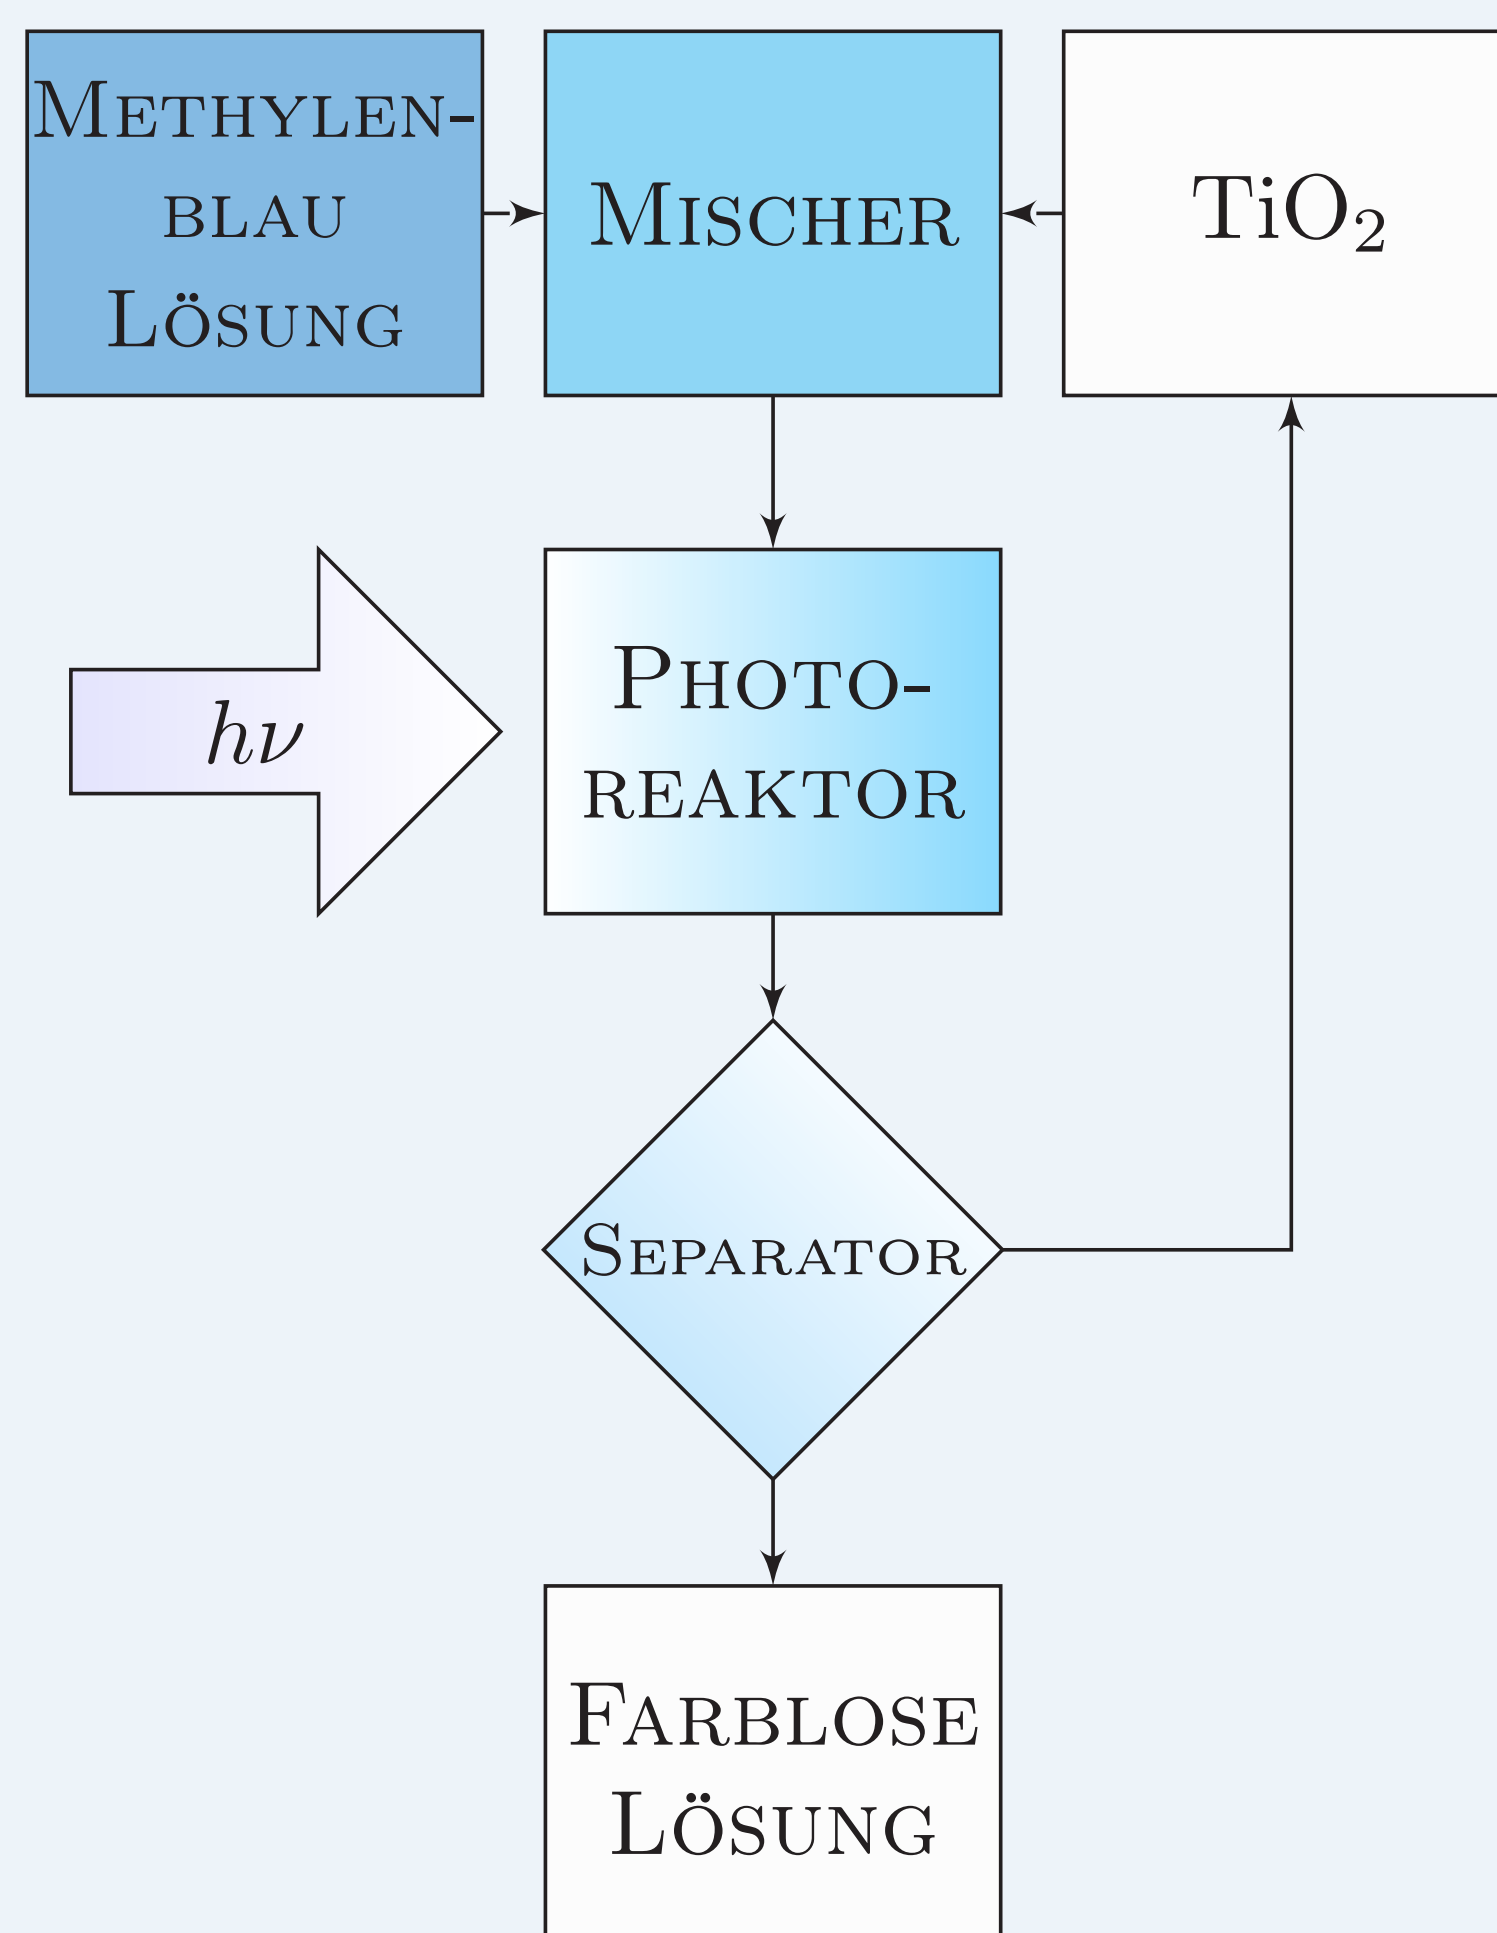 Methylen-
blau
Lösung
Mischer
TiO₂
hν
Photo-
reaktor
Separator
Farblose
Lösung